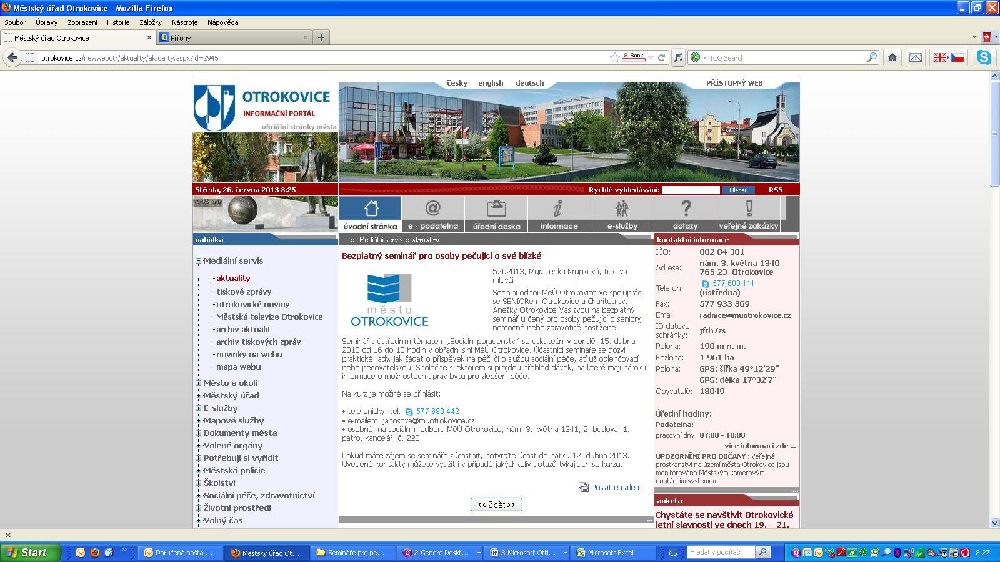 Městský úřad Otrokovice - Mozilla Firefox
Soubor Úpravy Zobrazení Historie Záložky Nástroje Nápověda
Městský úřad Otrokovice
Přílohy
otrokovice.cz/newwebotr/aktuality/aktuality.aspx?id=2945
S-Rank
ICQ Search
česky english deutsch
PŘÍSTUPNÝ WEB
OTROKOVICE
INFORMAČNÍ PORTÁL
oficiální stránky města
Středa, 26. června 2013 8:25
Rychlé vyhledávání:
Hledat
RSS
úvodní stránka
e - podatelna
úřední deska
informace
e-služby
dotazy
veřejné zakázky
nabídka
Mediální servis
aktuality
tiskové zprávy
otrokovické noviny
Městská televize Otrokovice
archiv aktualit
archiv tiskových zpráv
novinky na webu
mapa webu
Město a okolí
Městský úřad
E-služby
Mapové služby
Dokumenty města
Volené orgány
Potřebuji si vyřídit
Městská policie
Školství
Sociální péče, zdravotnictví
Životní prostředí
Volný čas
:: Mediální servis :: aktuality
Bezplatný seminář pro osoby pečující o své blízké
město
OTROKOVICE
5.4.2013, Mgr. Lenka Krupková, tisková
mluvčí
Sociální odbor MěÚ Otrokovice ve spolupráci
se SENIORem Otrokovice a Charitou sv.
Anežky Otrokovice Vás zvou na bezplatný
seminář určený pro osoby pečující o seniory,
nemocné nebo zdravotně postižené.
Seminář s ústředním tématem „Sociální poradenství“ se uskuteční v pondělí 15. dubna
2013 od 16 do 18 hodin v obřadní síni MěÚ Otrokovice. Účastníci semináře se dozví
praktické rady, jak žádat o příspěvek na péči či o službu sociální péče, ať už odlehčovací
nebo pečovatelskou. Společně s lektorem si projdou přehled dávek, na které mají nárok i
informace o možnostech úprav bytu pro zlepšení péče.
Na kurz je možné se přihlásit:
• telefonicky: tel. 577 680 442
• e-mailem: janosova@muotrokovice.cz
• osobně: na sociálním odboru MěÚ Otrokovice, nám. 3. května 1341, 2. budova, 1.
patro, kancelář. č. 220
Pokud máte zájem se semináře zúčastnit, potvrďte účast do pátku 12. dubna 2013.
Uvedené kontakty můžete využít i v případě jakýchkoliv dotazů týkajících se kurzu.
Poslat emailem
<< Zpět >>
kontaktní informace
IČO: 002 84 301
Adresa: nám. 3. května 1340
765 23 Otrokovice
Telefon: 577 680 111
(ústředna)
Fax: 577 933 369
Email: radnice@muotrokovice.cz
ID datové
schránky: jfrb7zs
Poloha: 190 m n. m.
Rozloha: 1 961 ha
Poloha: GPS: šířka 49°12'29"
GPS: délka 17°32'7"
Obyvatelé: 18049
Úřední hodiny:
Podatelna:
pracovní dny 07:00 - 18:00
více informací zde ...
UPOZORNĚNÍ PRO OBČANY : Veřejná
prostranství na území města Otrokovice jsou
monitorována Městským kamerovým
dohlížecím systémem.
anketa
Chystáte se navštívit Otrokovické
letní slavnosti ve dnech 19. – 21.
Start
Doručená pošta ...
Městský úřad Ot...
Semináře pro pe...
2 Genero Deskt...
3 Microsoft Offi...
Microsoft Excel
CS
Hledat v počítači
8:27